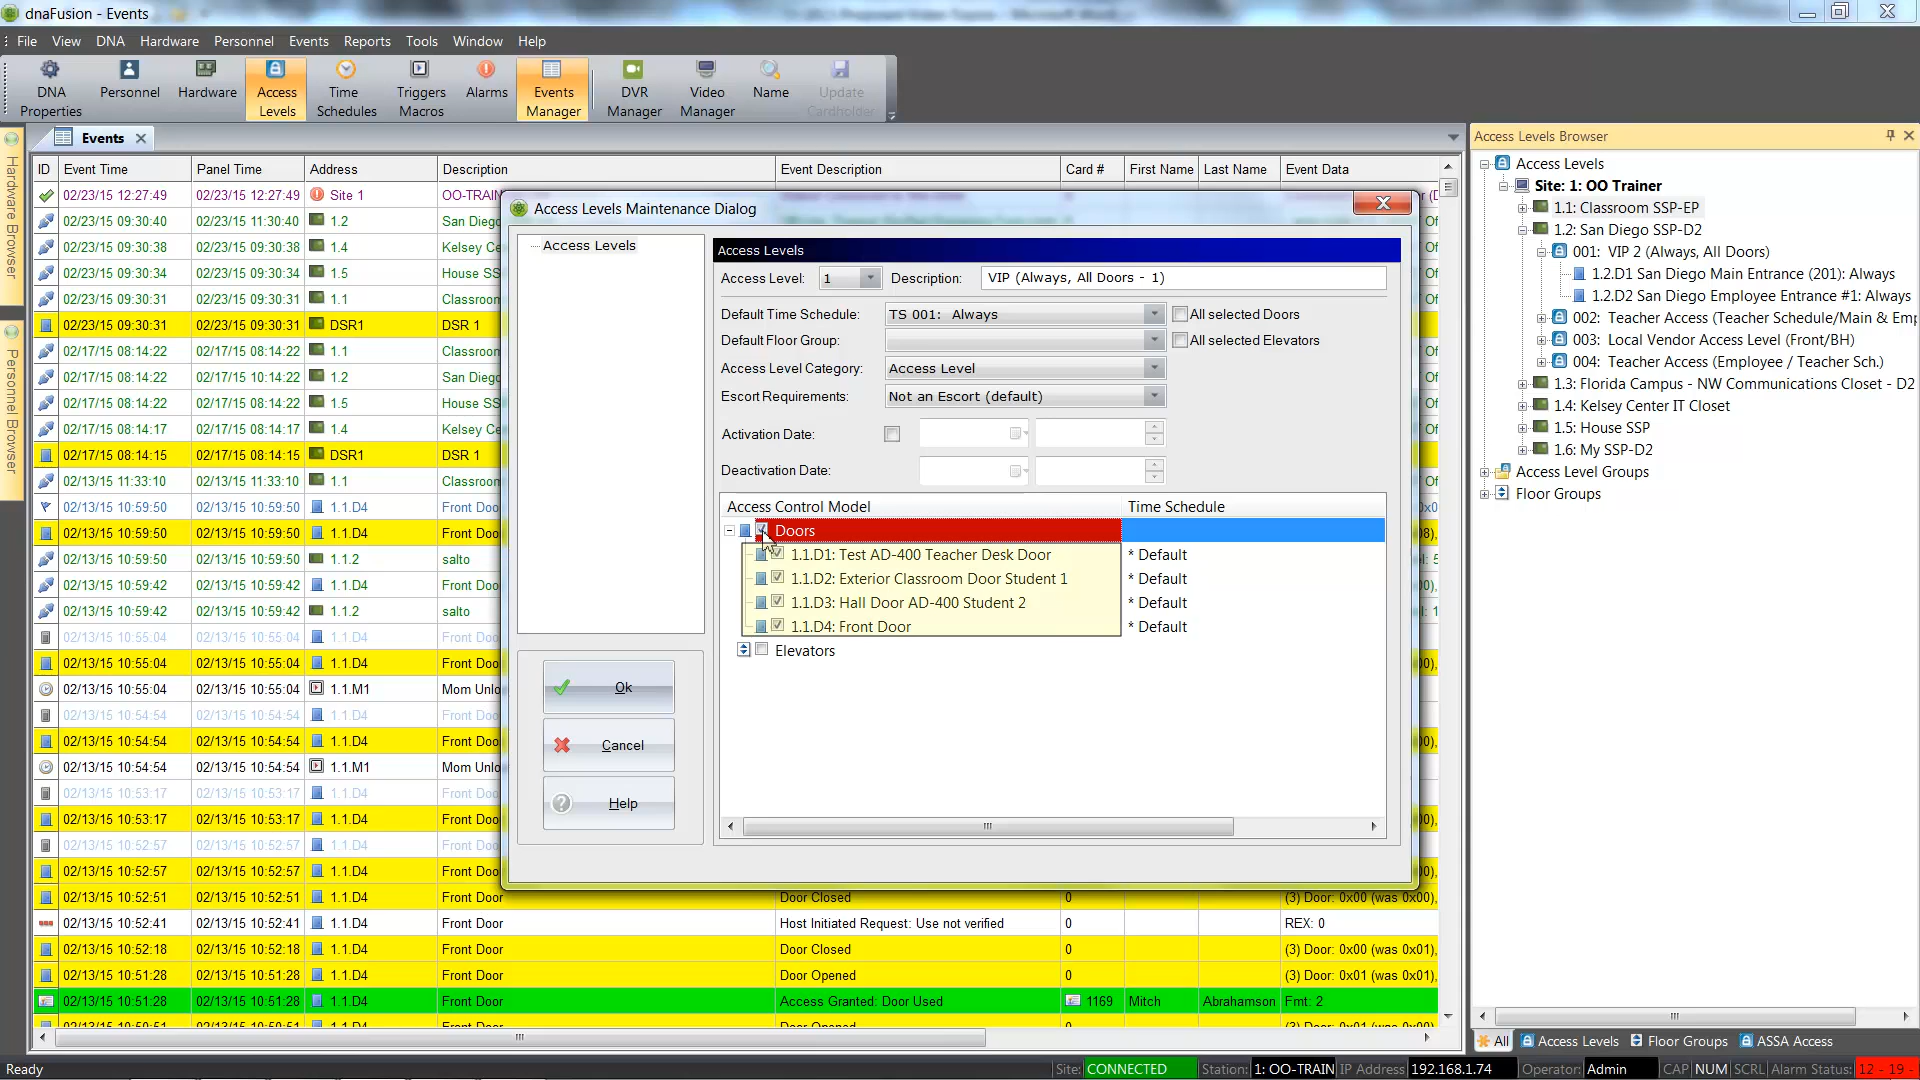 dnaFusion - Events
File View DNA Hardware Personnel Events Reports Tools Window Help
DNA Properties Personnel Hardware Access Levels Time Schedules Triggers Macros Alarms Events Manager DVR Manager Video Manager Name Update Cardholder
Hardware Browser
Personnel Browser
Events
ID Event Time Panel Time Address Description Event Description Card # First Name Last Name Event Data
02/23/15 12:27:49 02/23/15 12:27:49 Site 1
02/23/15 09:30:40 02/23/15 11:30:40 1.2 San Diego
02/23/15 09:30:38 02/23/15 09:30:38 1.4
02/23/15 09:30:34 02/23/15 09:30:34 1.5
02/23/15 09:30:31 02/23/15 09:30:31 1.1
02/23/15 09:30:31 02/23/15 09:30:31 DSR1 DSR 1
02/17/15 08:14:22 02/17/15 08:14:22 1.1
02/17/15 08:14:22 02/17/15 10:14:22 1.2
02/17/15 08:14:22 02/17/15 08:14:22 1.5
02/17/15 08:14:17 02/17/15 08:14:17 1.4
02/17/15 08:14:15 02/17/15 08:14:15 DSR1 DSR 1
02/13/15 11:33:10 02/13/15 11:33:10 1.1
02/13/15 10:59:50 02/13/15 10:59:50 1.1.D4
02/13/15 10:59:50 02/13/15 10:59:50 1.1.D4
02/13/15 10:59:50 02/13/15 10:59:50 1.1.2 salto
02/13/15 10:59:42 02/13/15 10:59:42 1.1.D4
02/13/15 10:59:42 02/13/15 10:59:42 1.1.2 salto
02/13/15 10:55:04 02/13/15 10:55:04 1.1.D4
02/13/15 10:55:04 02/13/15 10:55:04 1.1.D4
02/13/15 10:55:04 02/13/15 10:55:04 1.1.M1
02/13/15 10:54:54 02/13/15 10:54:54 1.1.D4
02/13/15 10:54:54 02/13/15 10:54:54 1.1.D4
02/13/15 10:54:54 02/13/15 10:54:54 1.1.M1
02/13/15 10:53:17 02/13/15 10:53:17 1.1.D4
02/13/15 10:53:17 02/13/15 10:53:17 1.1.D4
02/13/15 10:52:57 02/13/15 10:52:57 1.1.D4
02/13/15 10:52:57 02/13/15 10:52:57 1.1.D4
02/13/15 10:52:51 02/13/15 10:52:51 1.1.D4 Front Door Door Closed 0 (3) Door: 0x00 (was 0x00),
02/13/15 10:52:41 02/13/15 10:52:41 1.1.D4 Front Door Host Initiated Request: Use not verified 0 REX: 0
02/13/15 10:52:18 02/13/15 10:52:18 1.1.D4 Front Door Door Closed 0 (3) Door: 0x00 (was 0x01),
02/13/15 10:51:28 02/13/15 10:51:28 1.1.D4 Front Door Door Opened 0 (3) Door: 0x01 (was 0x01),
02/13/15 10:51:28 02/13/15 10:51:28 1.1.D4 Front Door Access Granted: Door Used 1169 Mitch Abrahamson Fmt: 2
Access Levels Maintenance Dialog
Access Levels
Ok
Cancel
Help
Access Levels
Access Level: 1 Description: VIP (Always, All Doors - 1)
Default Time Schedule: TS 001: Always All selected Doors
Default Floor Group: All selected Elevators
Access Level Category: Access Level
Escort Requirements: Not an Escort (default)
Activation Date:
Deactivation Date:
Access Control Model Time Schedule
Doors
1.1.D1: Test AD-400 Teacher Desk Door * Default
1.1.D2: Exterior Classroom Door Student 1 * Default
1.1.D3: Hall Door AD-400 Student 2 * Default
1.1.D4: Front Door * Default
Elevators
Access Levels Browser
Access Levels
Site: 1: OO Trainer
1.1: Classroom SSP-EP
1.2: San Diego SSP-D2
001: VIP 2 (Always, All Doors)
1.2.D1 San Diego Main Entrance (201): Always
1.2.D2 San Diego Employee Entrance #1: Always
002: Teacher Access (Teacher Schedule/Main & Emp
003: Local Vendor Access Level (Front/BH)
004: Teacher Access (Employee / Teacher Sch.)
1.3: Florida Campus - NW Communications Closet - D2
1.4: Kelsey Center IT Closet
1.5: House SSP
1.6: My SSP-D2
Access Level Groups
Floor Groups
All Access Levels Floor Groups ASSA Access
Ready Site: CONNECTED Station: 1: OO-TRAIN IP Address 192.168.1.74 Operator: Admin CAP NUM SCRL Alarm Status: 12 - 19 -